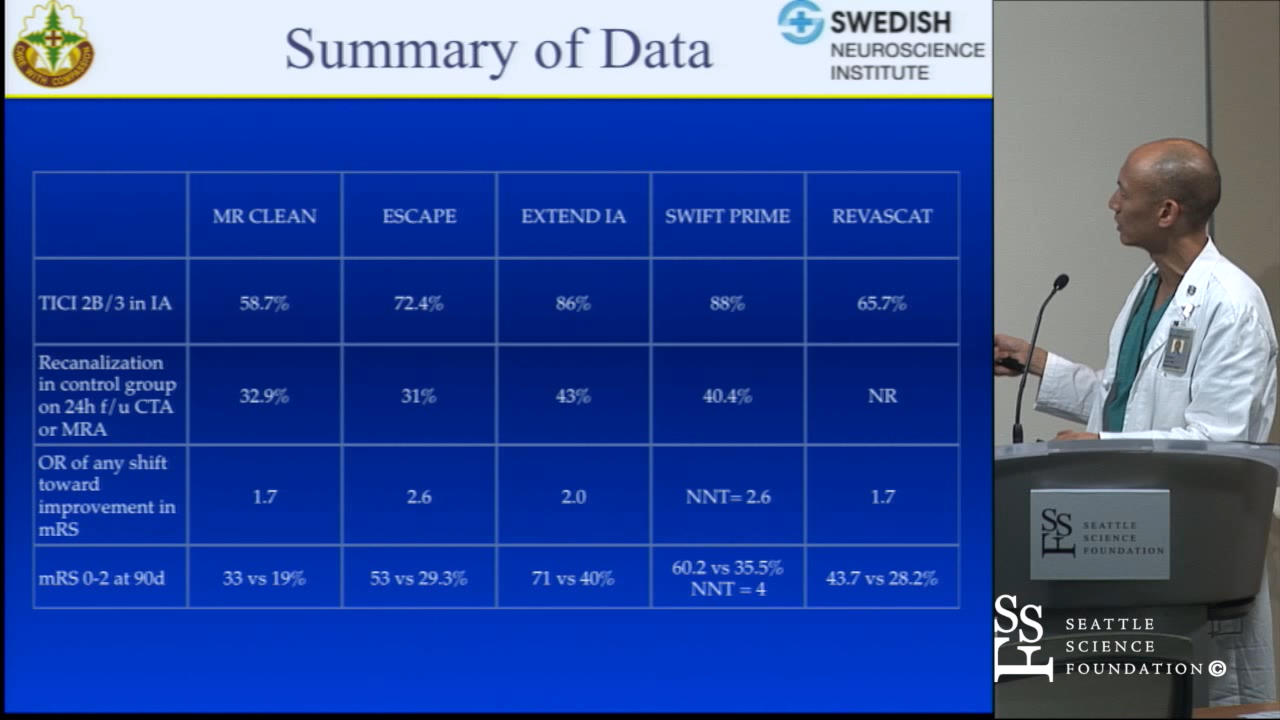 Summary of Data
SWEDISH
NEUROSCIENCE
INSTITUTE
CARE WITH COMPASSION
MR CLEAN
ESCAPE
EXTEND IA
SWIFT PRIME
REVASCAT
TICI 2B/3 in IA
58.7%
72.4%
86%
88%
65.7%
Recanalization
in control group
on 24h f/u CTA
or MRA
32.9%
31%
43%
40.4%
NR
OR of any shift
toward
improvement in
mRS
1.7
2.6
2.0
NNT= 2.6
1.7
mRS 0-2 at 90d
33 vs 19%
53 vs 29.3%
71 vs 40%
60.2 vs 35.5%
NNT = 4
43.7 vs 28.2%
SSF
SEATTLE
SCIENCE
FOUNDATION
SSF
SEATTLE
SCIENCE
FOUNDATION©